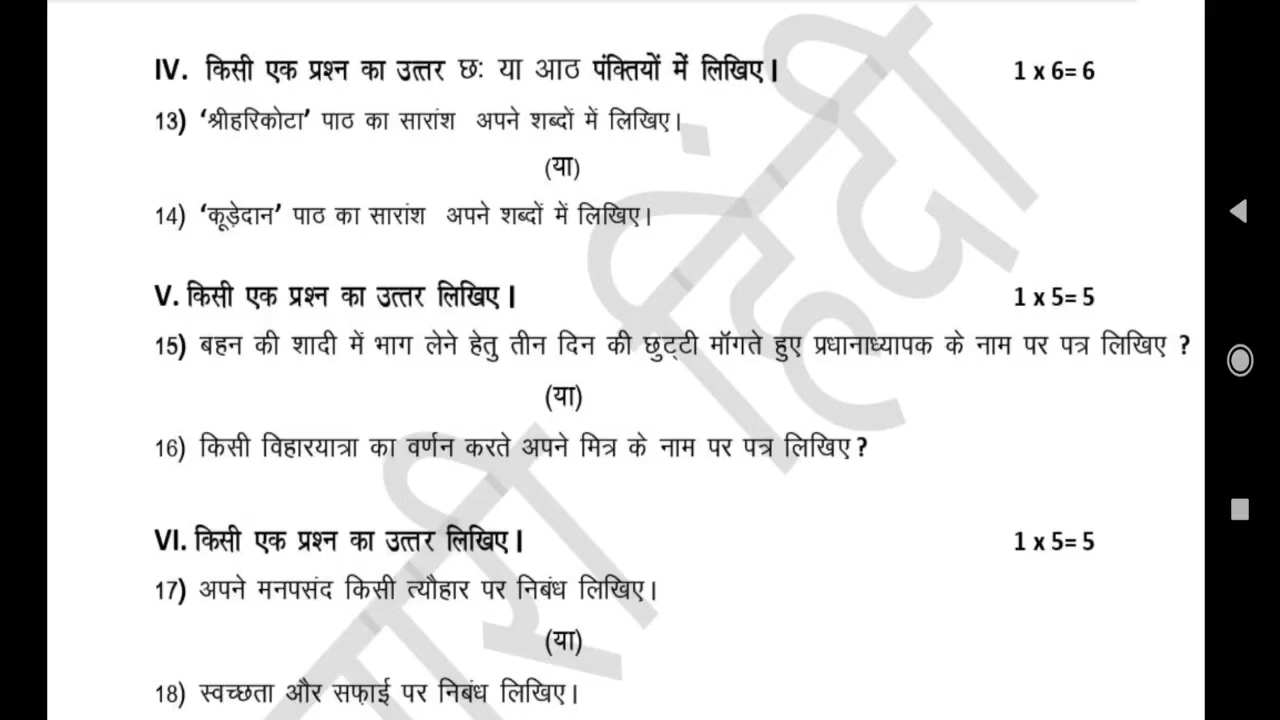 IV. किसी एक प्रश्न का उत्तर छः या आठ पंक्तियों में लिखिए। 1 x 6= 6
13) ‘श्रीहरिकोटा’ पाठ का सारांश अपने शब्दों में लिखिए।
(या)
14) ‘कूड़ेदान’ पाठ का सारांश अपने शब्दों में लिखिए।
V. किसी एक प्रश्न का उत्तर लिखिए। 1 x 5= 5
15) बहन की शादी में भाग लेने हेतु तीन दिन की छुट्टी मॉगते हुए प्रधानाध्यापक के नाम पर पत्र लिखिए ?
(या)
16) किसी विहारयात्रा का वर्णन करते अपने मित्र के नाम पर पत्र लिखिए?
VI. किसी एक प्रश्न का उत्तर लिखिए। 1 x 5= 5
17) अपने मनपसंद किसी त्यौहार पर निबंध लिखिए।
(या)
18) स्वच्छता और सफ़ाई पर निबंध लिखिए।
हिंदी